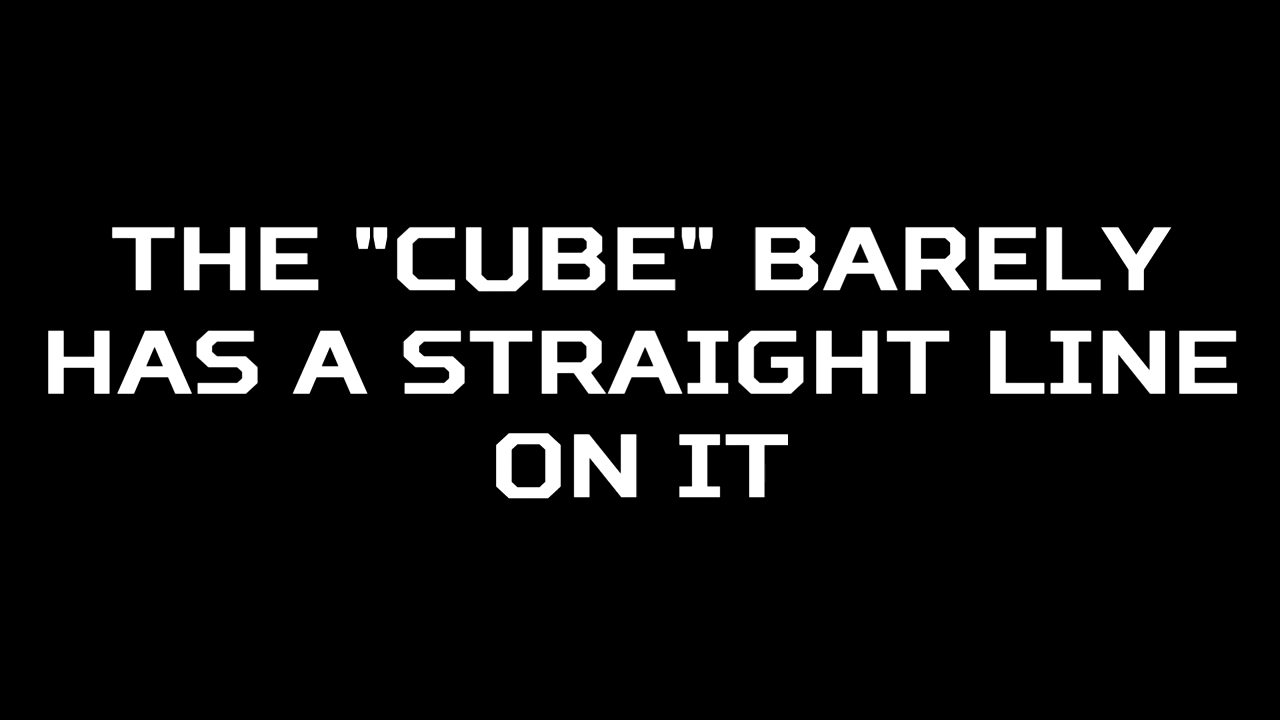 THE "CUBE" BARELY
HAS A STRAIGHT LINE
ON IT